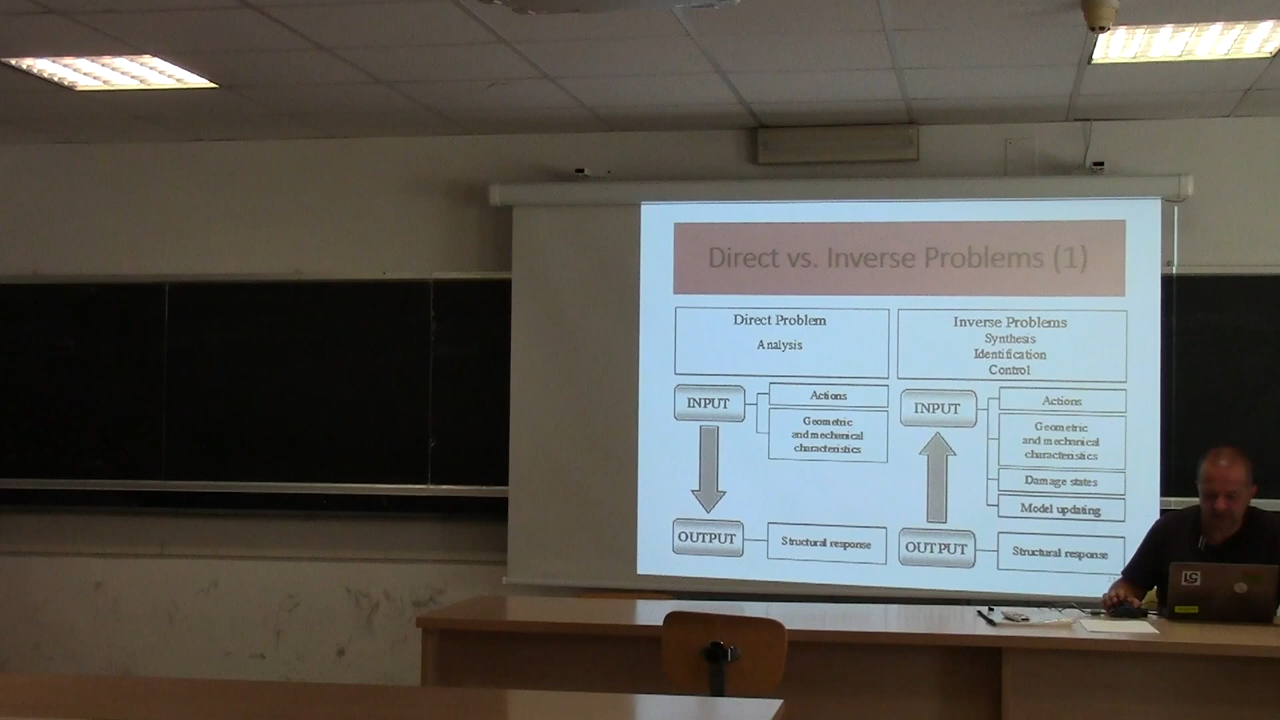 Direct vs. Inverse Problems (1)
Direct Problem
Analysis
INPUT
Actions
Geometric
and mechanical
characteristics
OUTPUT
Structural response
Inverse Problems
Synthesis
Identification
Control
INPUT
Actions
Geometric
and mechanical
characteristics
Damage states
Model updating
OUTPUT
Structural response